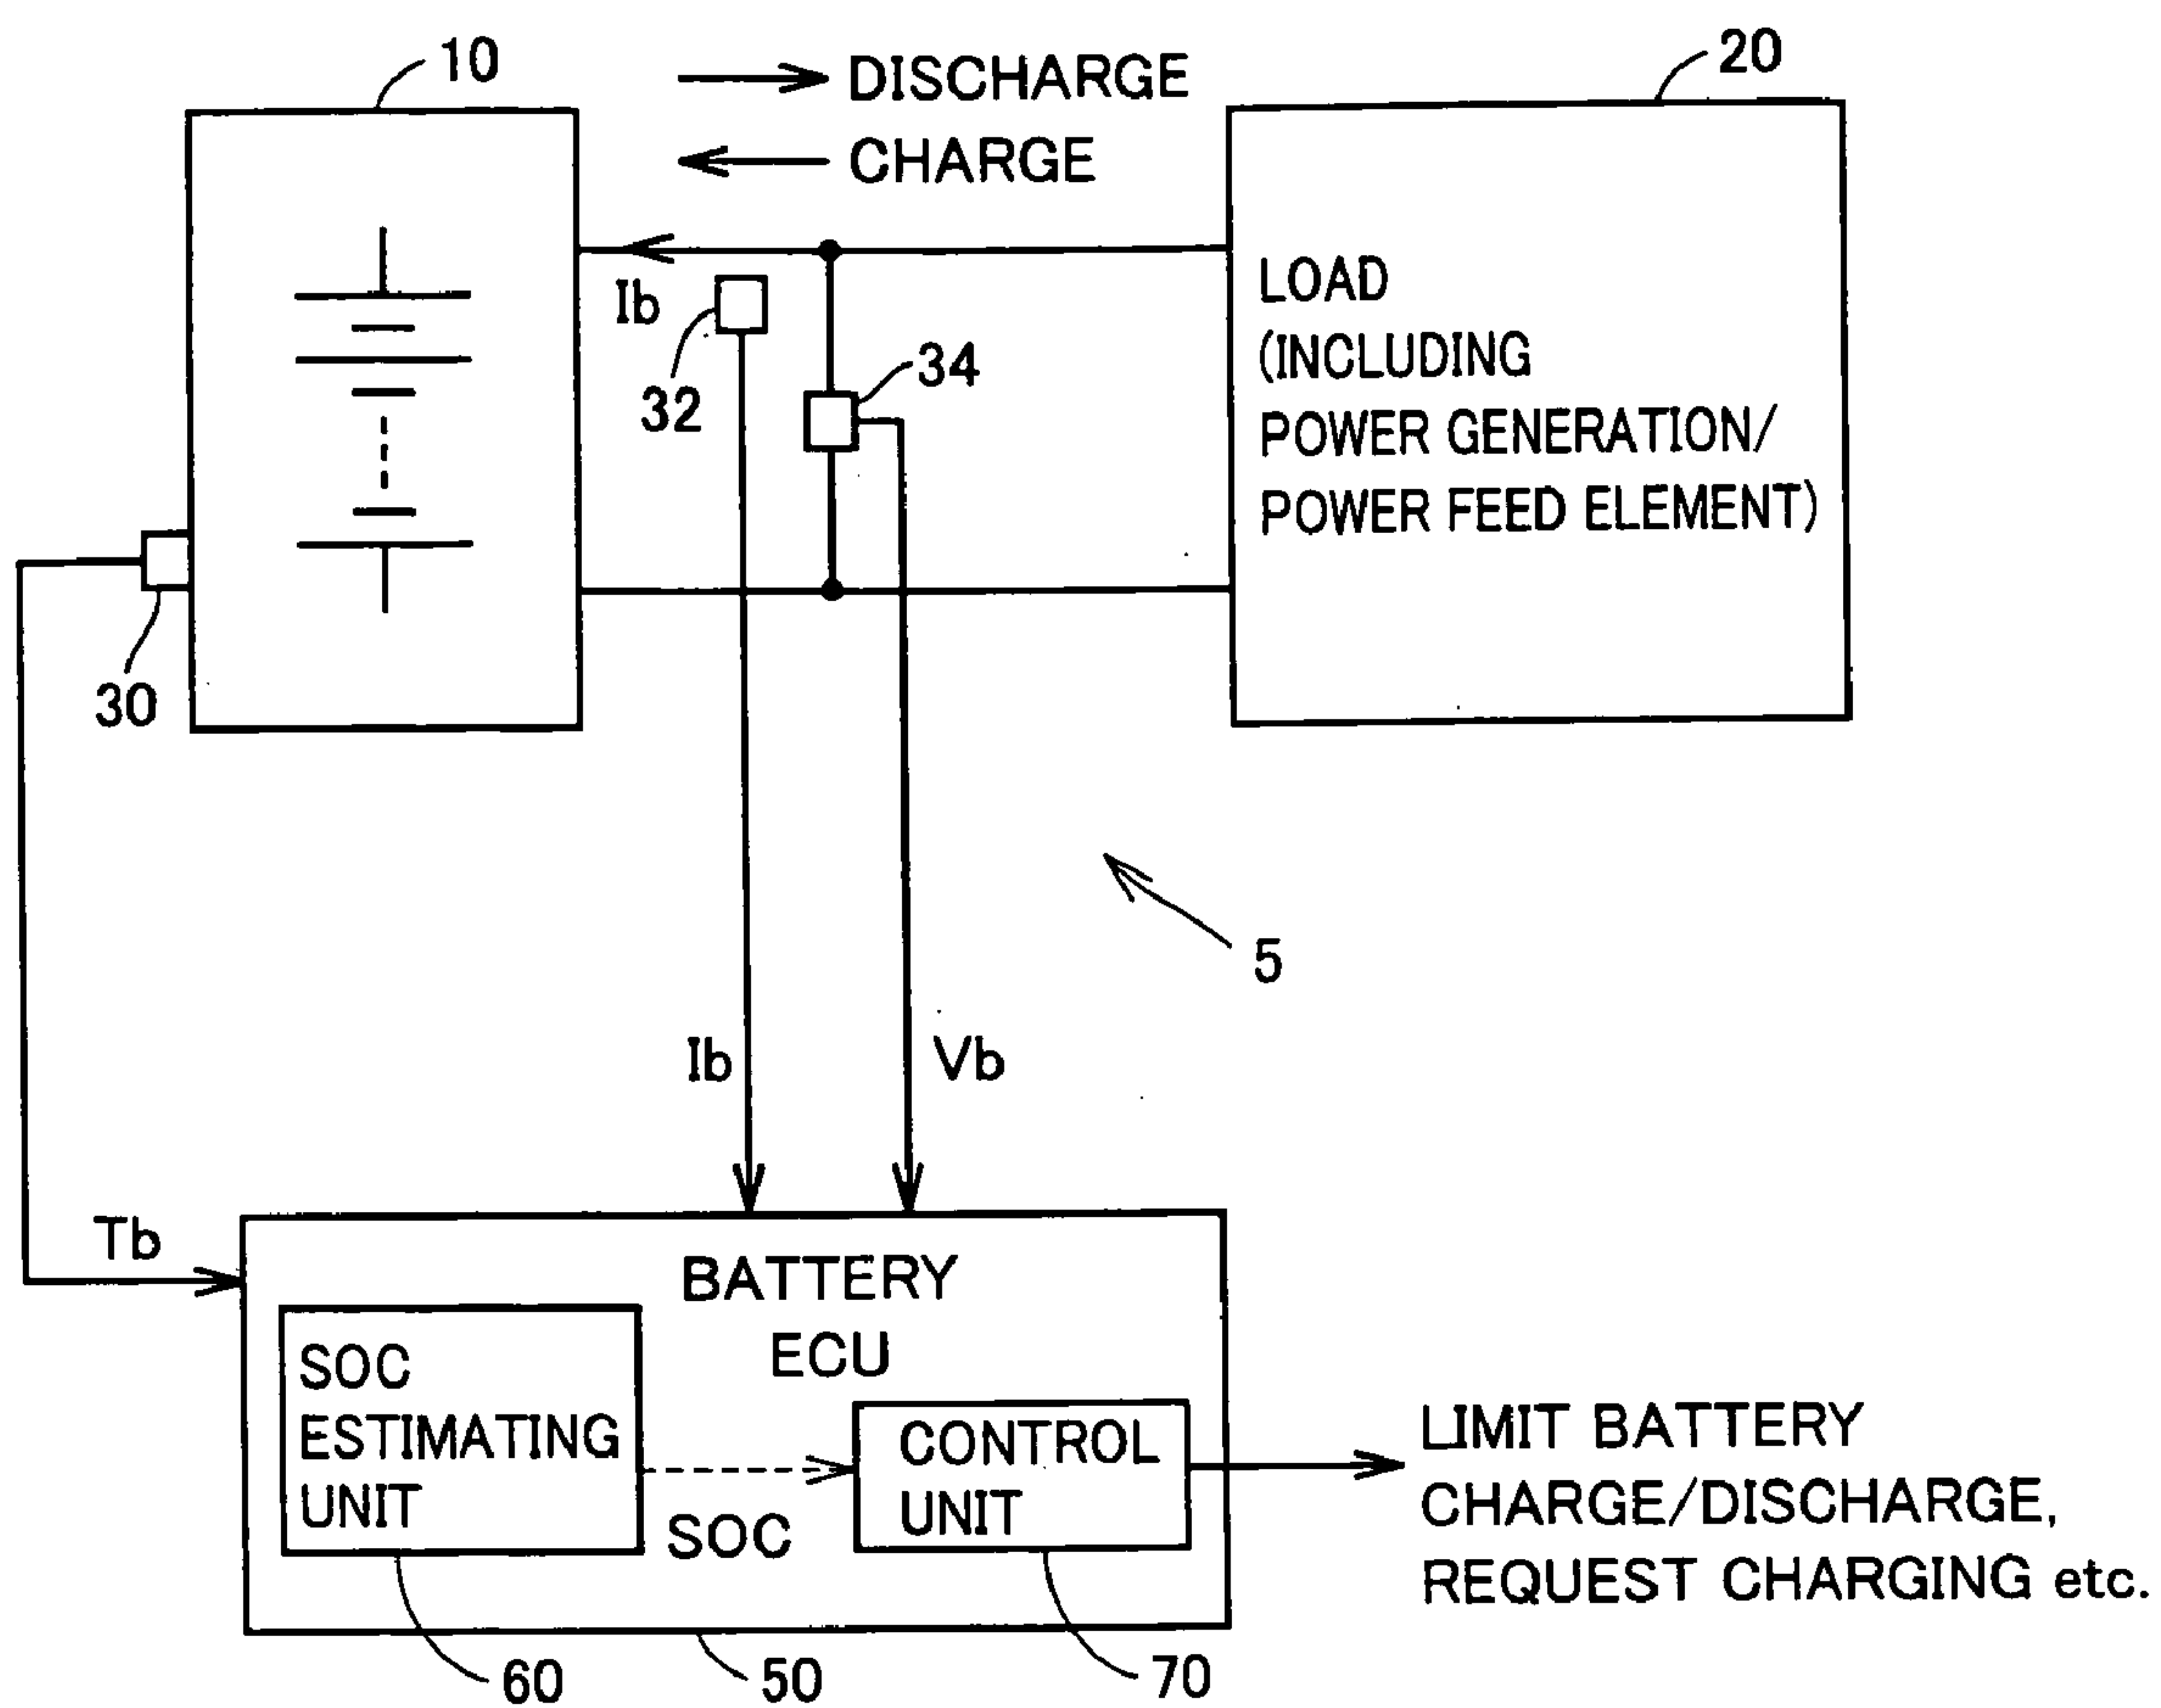 10
DISCHARGE
20
CHARGE
Ib
32
34
LOAD
(INCLUDING
POWER GENERATION/
POWER FEED ELEMENT)
30
5
Ib
Vb
Tb
BATTERY
ECU
SOC
ESTIMATING
UNIT
SOC
CONTROL
UNIT
LIMIT BATTERY
CHARGE/DISCHARGE,
REQUEST CHARGING etc.
60
50
70